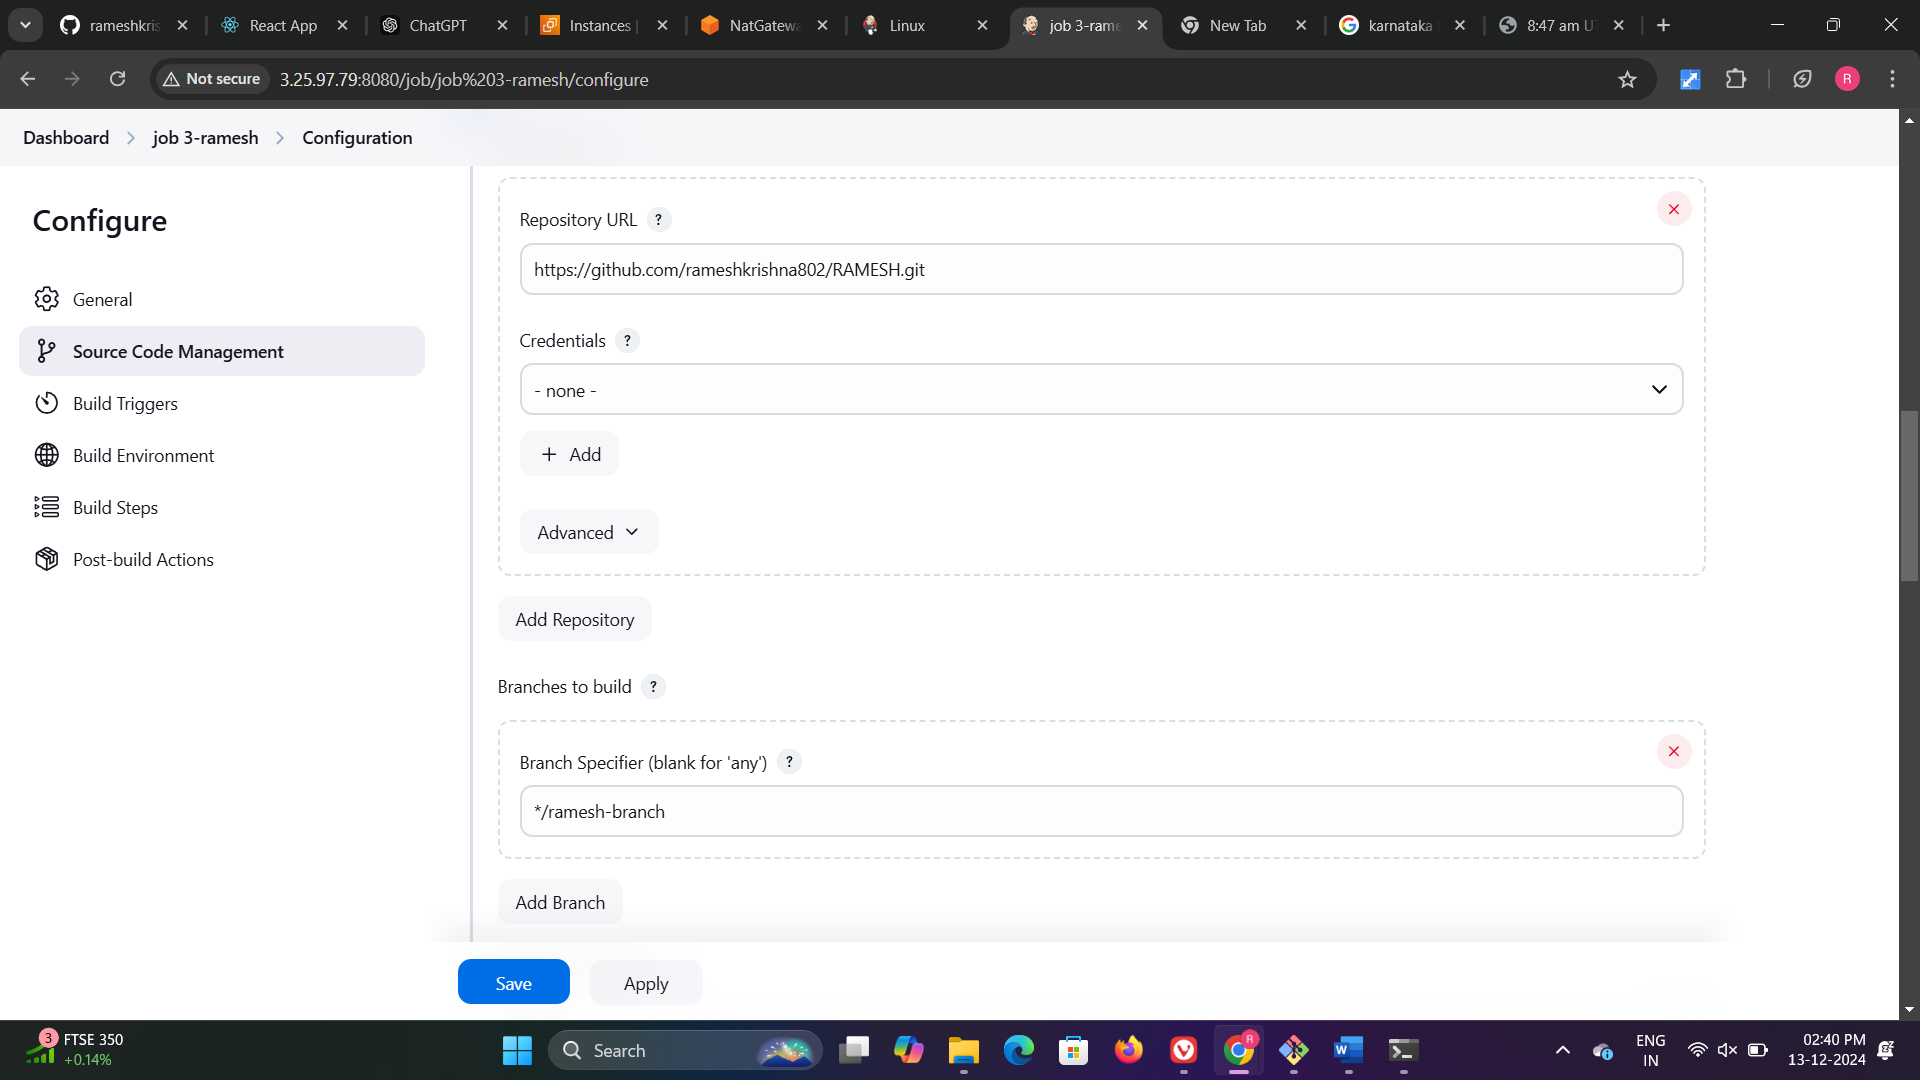 rameshkris
React App
ChatGPT
Instances |
NatGatewa
Linux
job 3-rame
New Tab
karnataka
8:47 am U
Not secure
3.25.97.79:8080/job/job%203-ramesh/configure
R
Dashboard
job 3-ramesh
Configuration
Configure
General
Source Code Management
Build Triggers
Build Environment
Build Steps
Post-build Actions
Repository URL ?
https://github.com/rameshkrishna802/RAMESH.git
Credentials ?
- none -
Add
Advanced
Add Repository
Branches to build ?
Branch Specifier (blank for 'any') ?
*/ramesh-branch
Add Branch
Save
Apply
3
FTSE 350
+0.14%
Search
R
W
ENG
IN
02:40 PM
13-12-2024